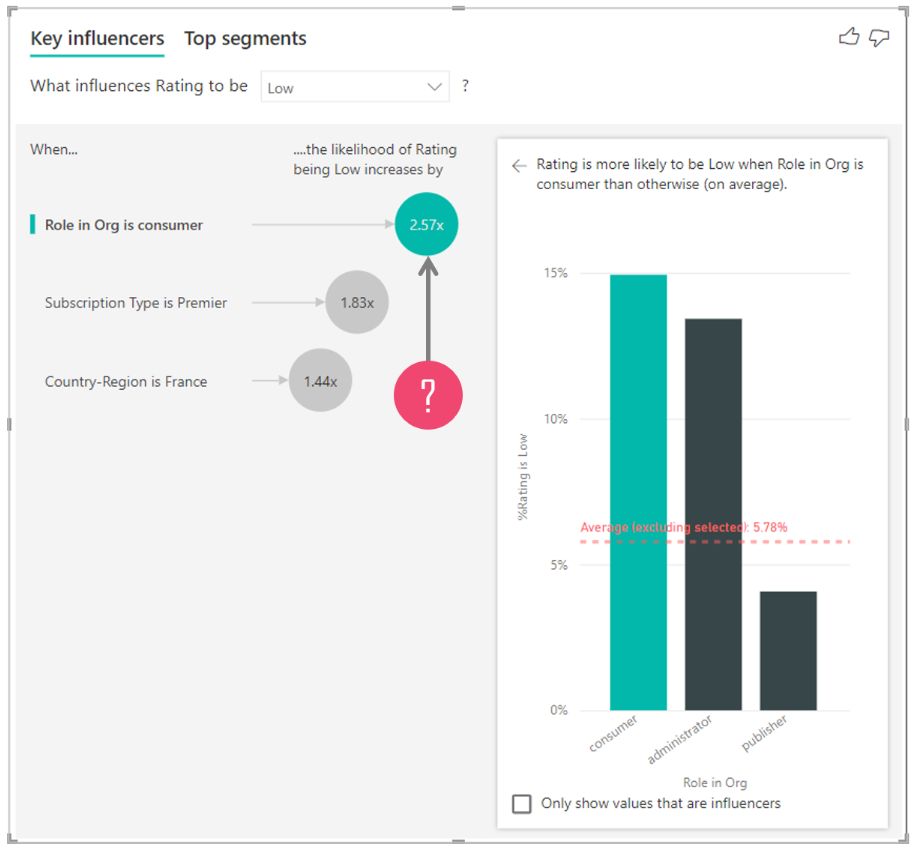 Key influencers Top segments
What influences Rating to be Low ?
When...
....the likelihood of Rating
being Low increases by
Role in Org is consumer 2.57x
Subscription Type is Premier 1.83x
Country-Region is France 1.44x
?
← Rating is more likely to be Low when Role in Org is
consumer than otherwise (on average).
15%
10%
5%
0%
%Rating is Low
Average (excluding selected): 5.78%
consumer
administrator
publisher
Role in Org
Only show values that are influencers